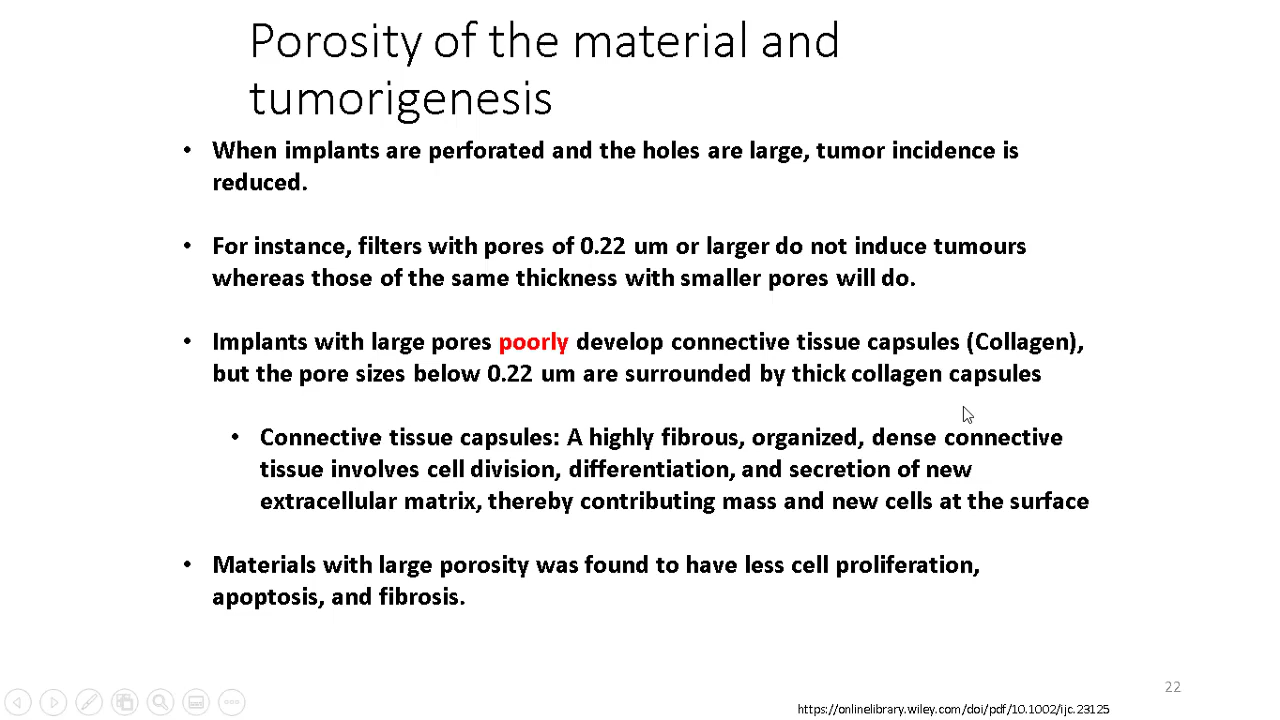 Porosity of the material and
tumorigenesis
• When implants are perforated and the holes are large, tumor incidence is
reduced.
• For instance, filters with pores of 0.22 um or larger do not induce tumours
whereas those of the same thickness with smaller pores will do.
• Implants with large pores poorly develop connective tissue capsules (Collagen),
but the pore sizes below 0.22 um are surrounded by thick collagen capsules
• Connective tissue capsules: A highly fibrous, organized, dense connective
tissue involves cell division, differentiation, and secretion of new
extracellular matrix, thereby contributing mass and new cells at the surface
• Materials with large porosity was found to have less cell proliferation,
apoptosis, and fibrosis.
22
https://onlinelibrary.wiley.com/doi/pdf/10.1002/ijc.23125